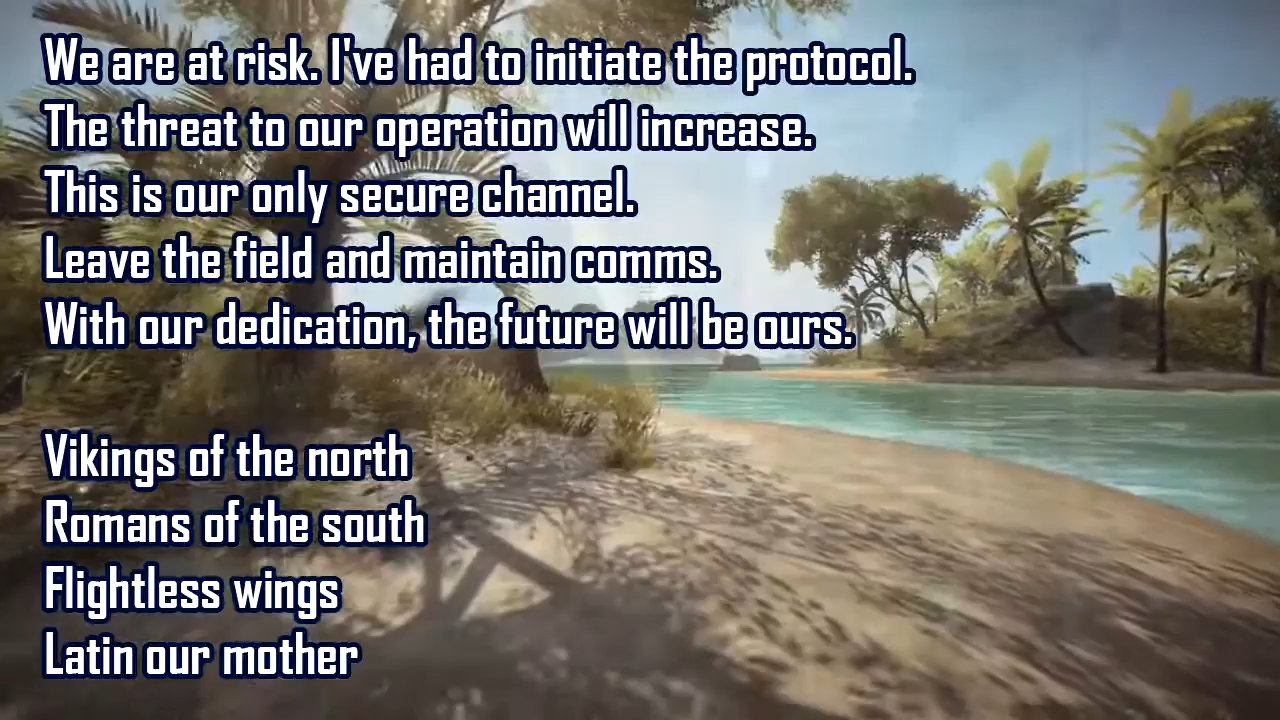 We are at risk. I've had to initiate the protocol.
The threat to our operation will increase.
This is our only secure channel.
Leave the field and maintain comms.
With our dedication, the future will be ours.
Vikings of the north
Romans of the south
Flightless wings
Latin our mother